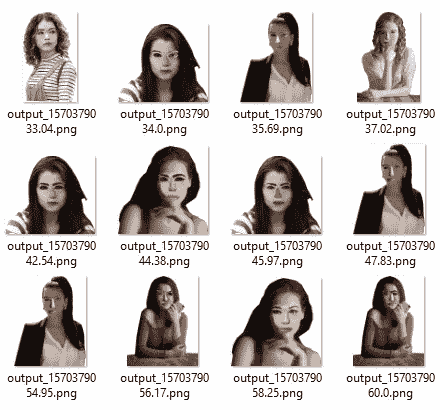 output_15703790
33.04.png
output_15703790
34.0.png
output_15703790
35.69.png
output_15703790
37.02.png
output_15703790
42.54.png
output_15703790
44.38.png
output_15703790
45.97.png
output_15703790
47.83.png
output_15703790
54.95.png
output_15703790
56.17.png
output_15703790
58.25.png
output_15703790
60.0.png